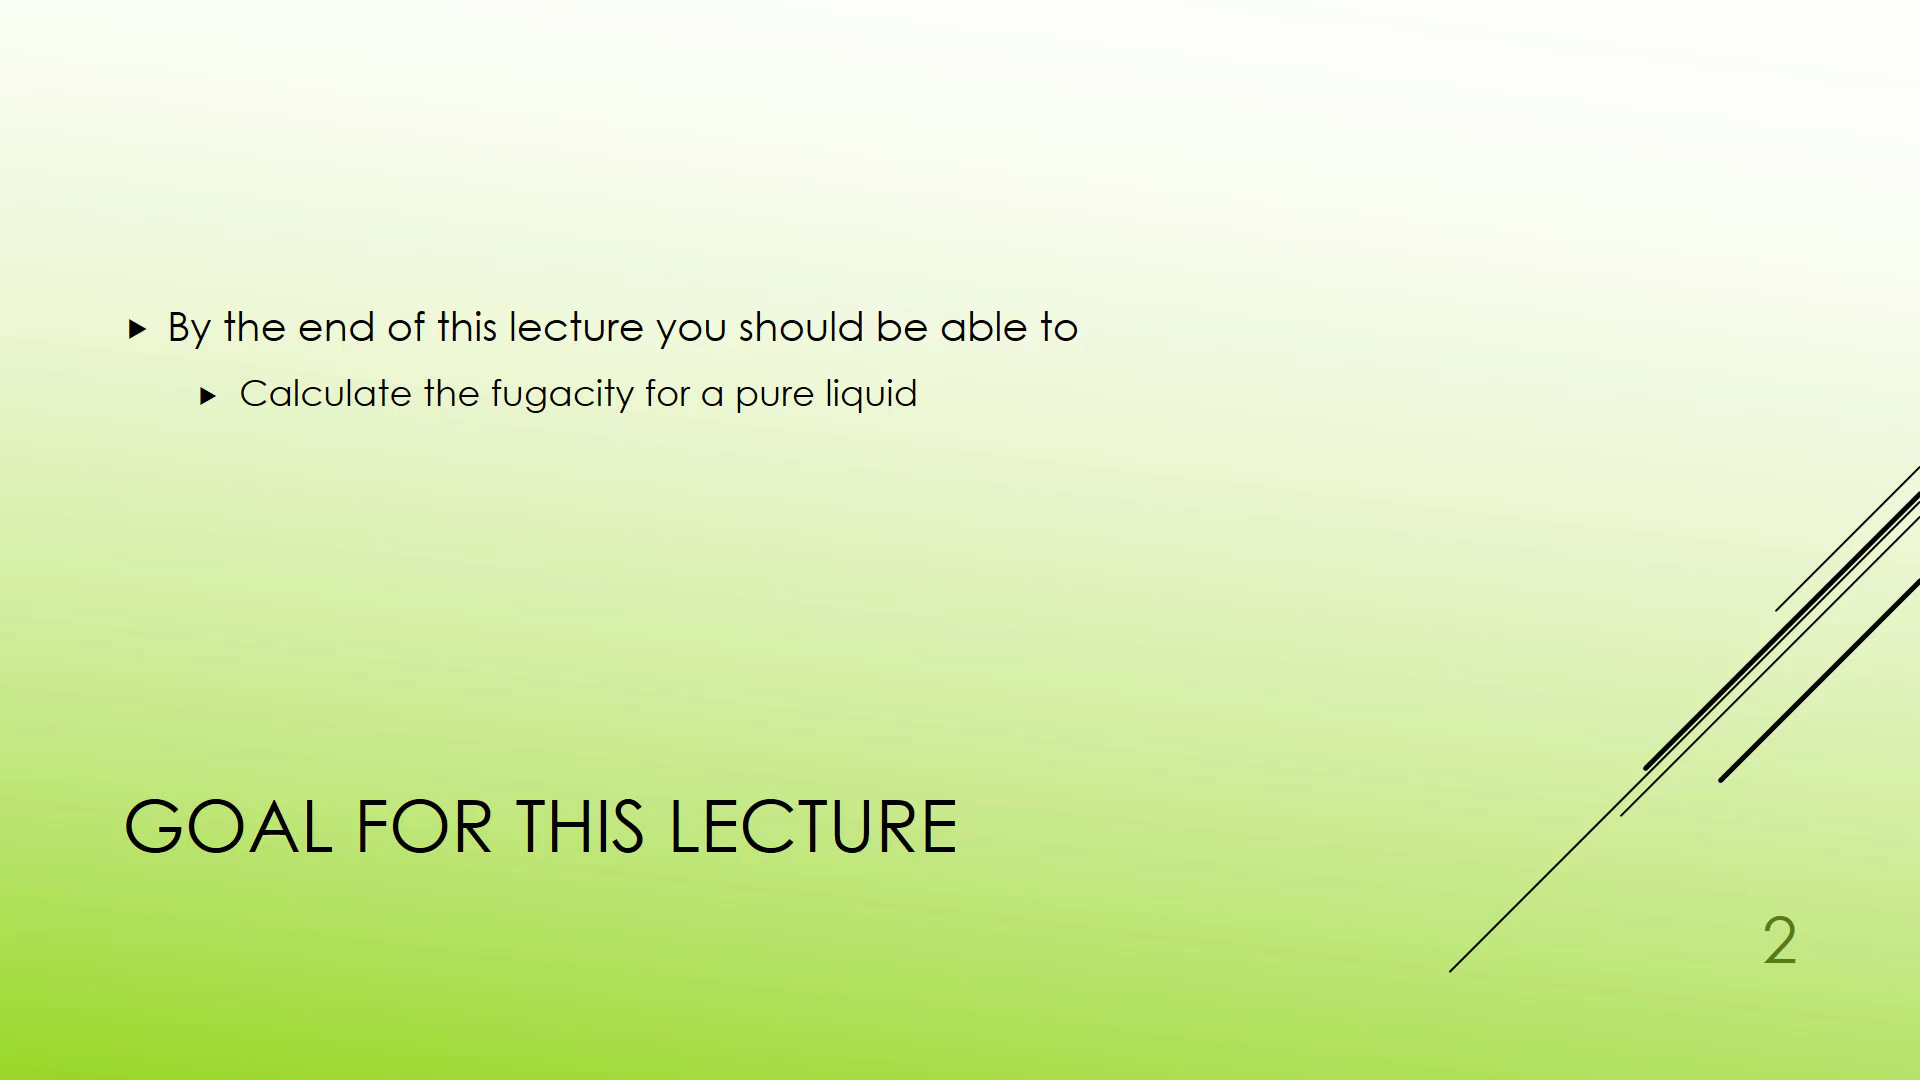 By the end of this lecture you should be able to
Calculate the fugacity for a pure liquid
GOAL FOR THIS LECTURE
2